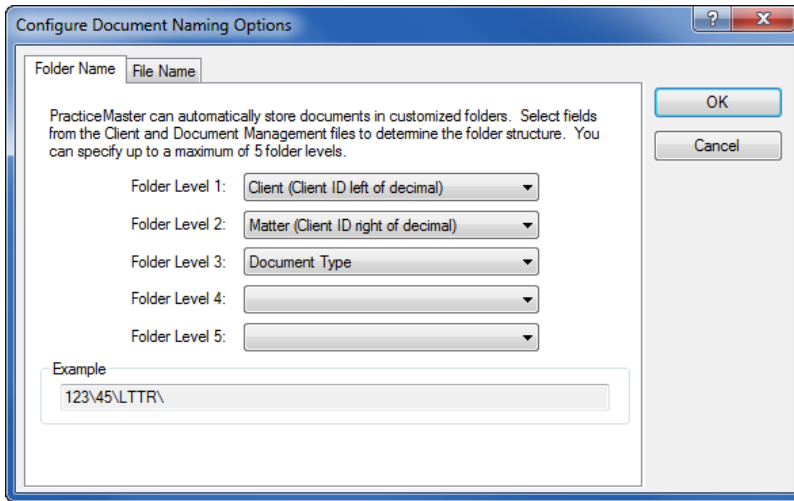 Configure Document Naming Options
Folder Name
File Name
PracticeMaster can automatically store documents in customized folders. Select fields
from the Client and Document Management files to determine the folder structure. You
can specify up to a maximum of 5 folder levels.
Folder Level 1: Client (Client ID left of decimal)
Folder Level 2: Matter (Client ID right of decimal)
Folder Level 3: Document Type
Folder Level 4:
Folder Level 5:
Example
123\45\LTTR\
OK
Cancel